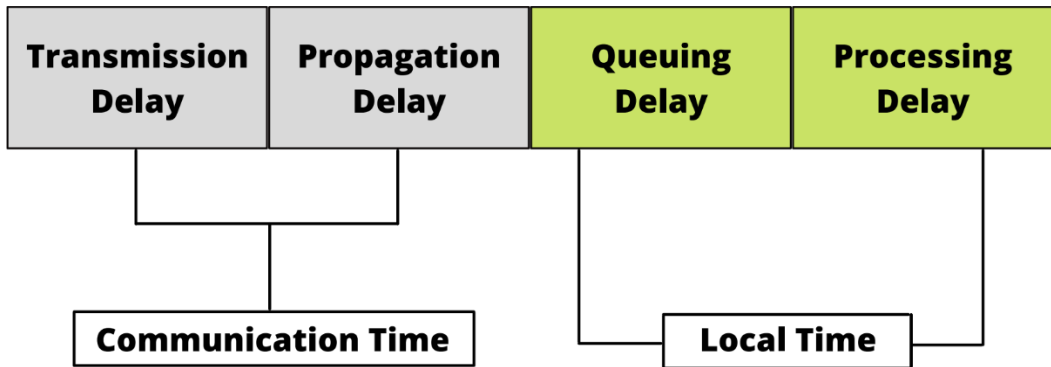 Transmission
Delay
Propagation
Delay
Queuing
Delay
Processing
Delay
Communication Time
Local Time